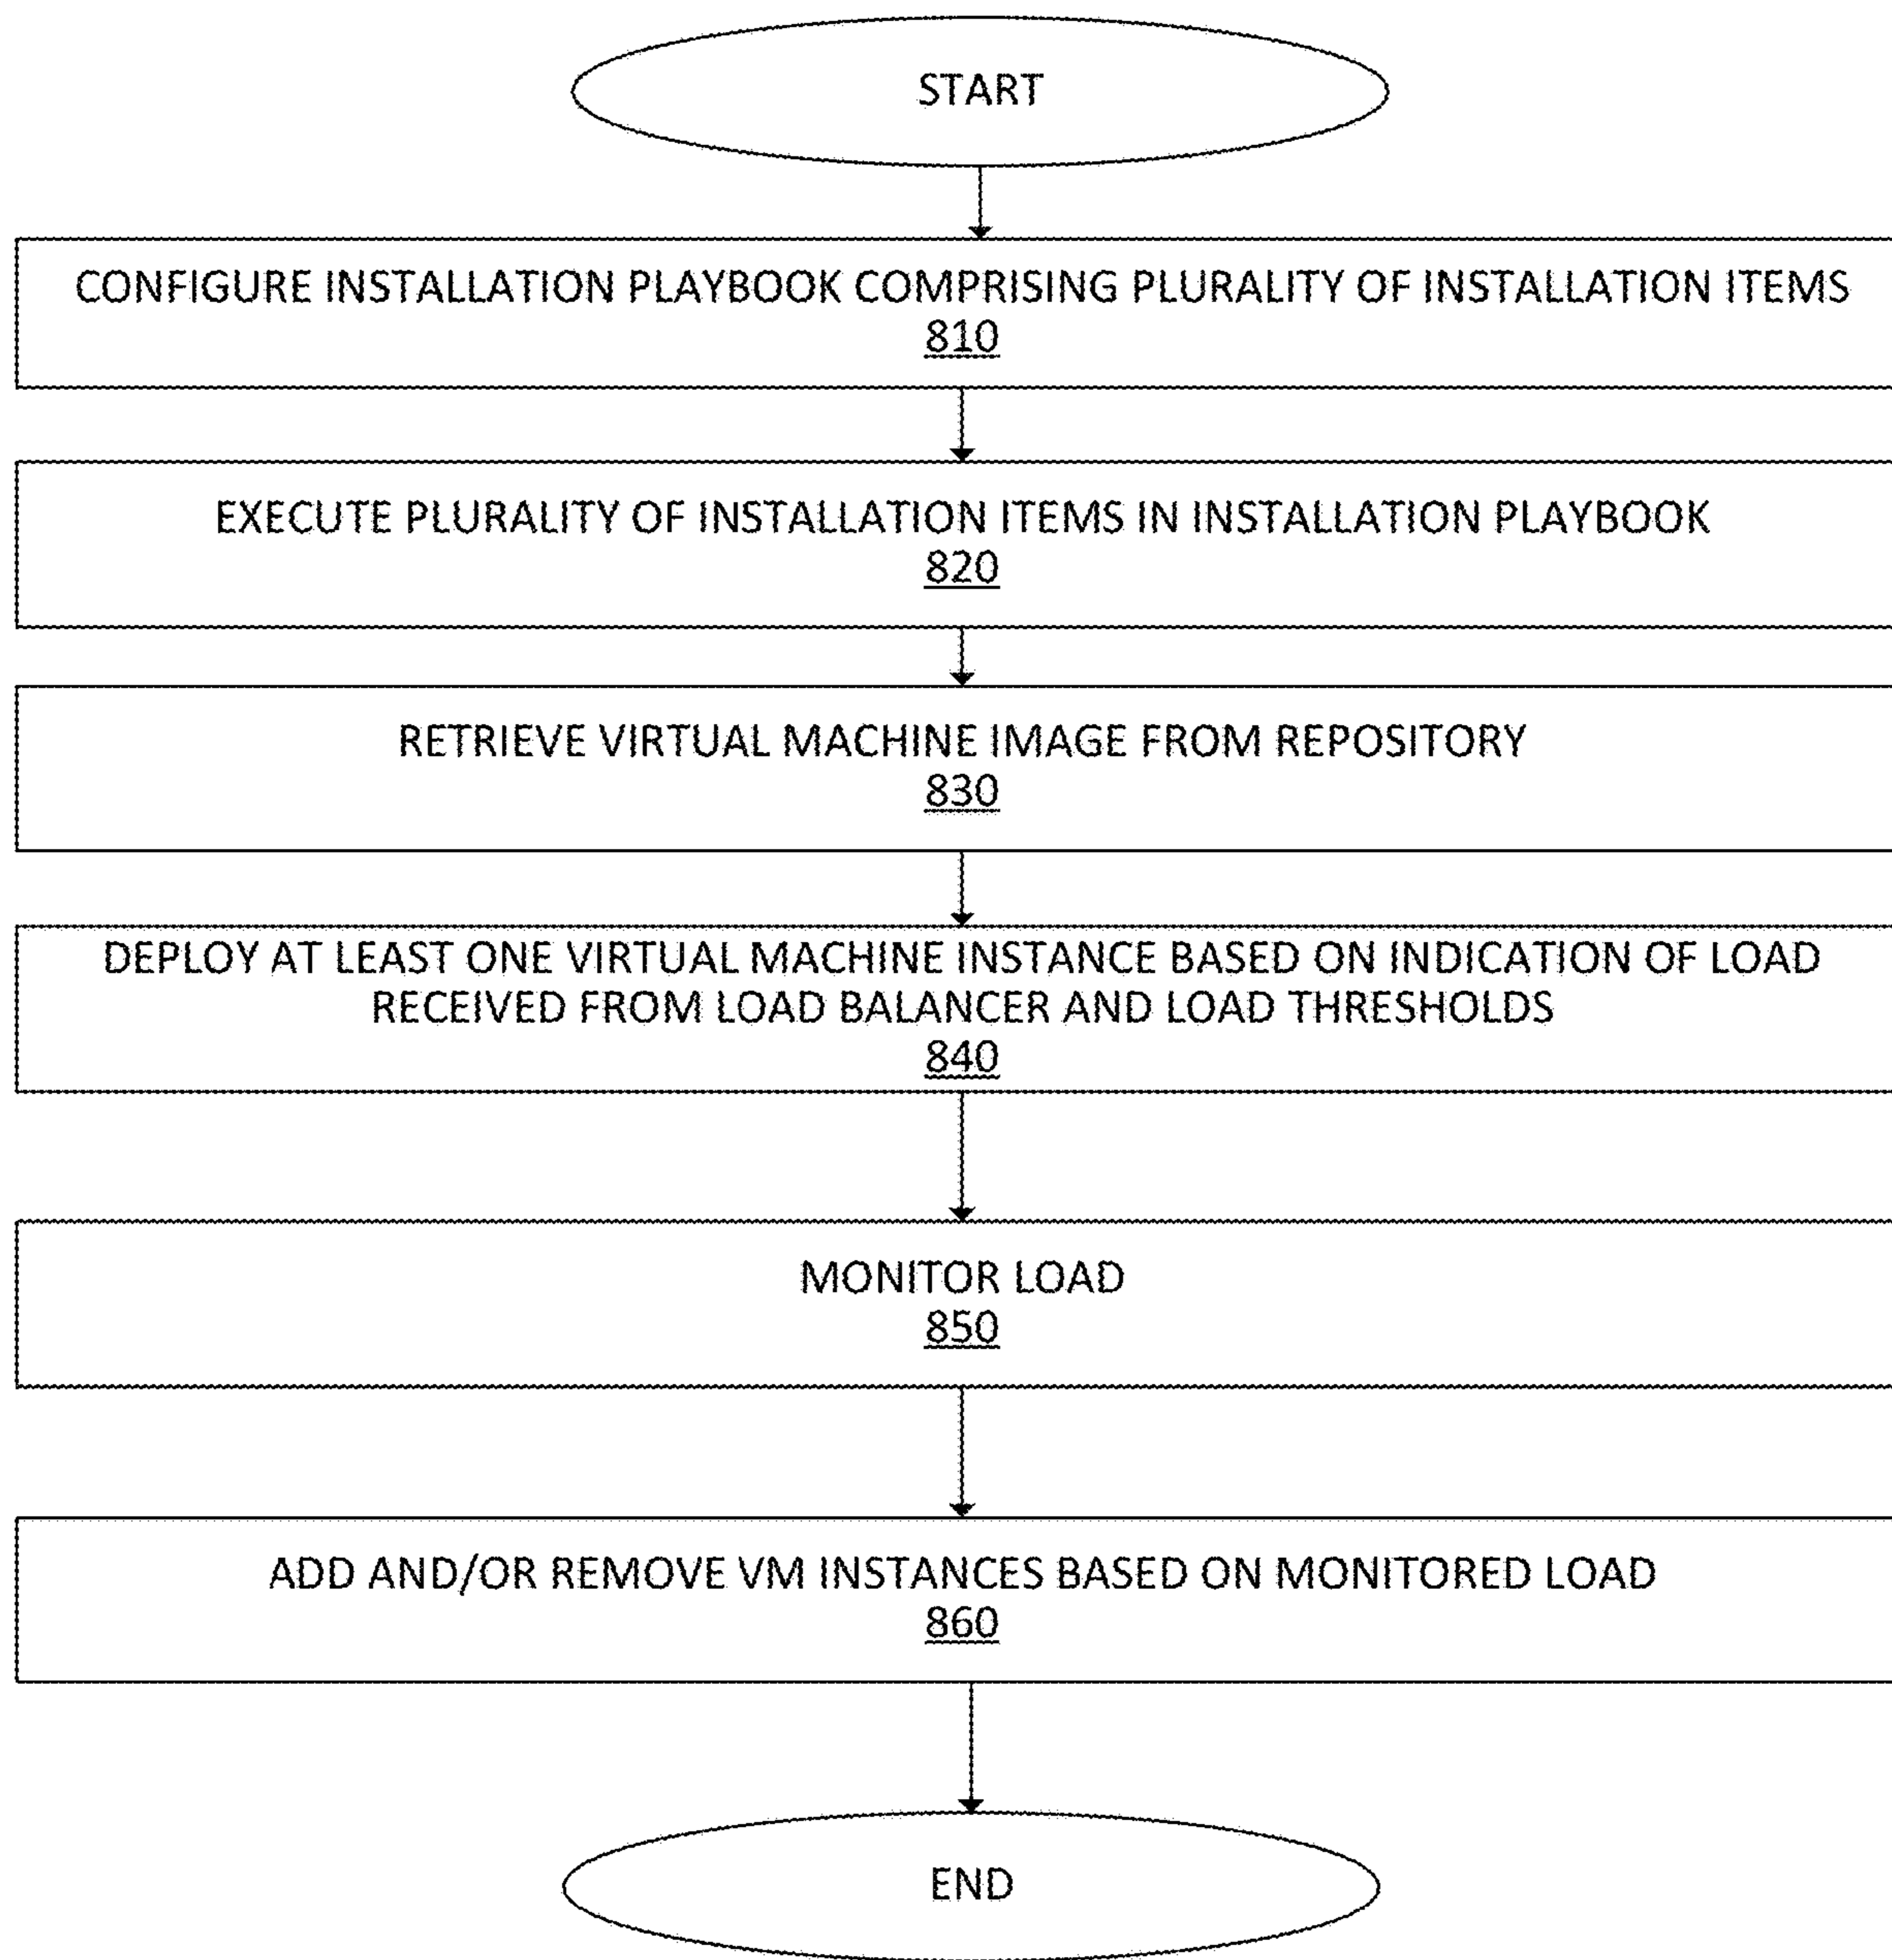 START
CONFIGURE INSTALLATION PLAYBOOK COMPRISING PLURALITY OF INSTALLATION ITEMS
810
EXECUTE PLURALITY OF INSTALLATION ITEMS IN INSTALLATION PLAYBOOK
820
RETRIEVE VIRTUAL MACHINE IMAGE FROM REPOSITORY
830
DEPLOY AT LEAST ONE VIRTUAL MACHINE INSTANCE BASED ON INDICATION OF LOAD
RECEIVED FROM LOAD BALANCER AND LOAD THRESHOLDS
840
MONITOR LOAD
850
ADD AND/OR REMOVE VM INSTANCES BASED ON MONITORED LOAD
860
END